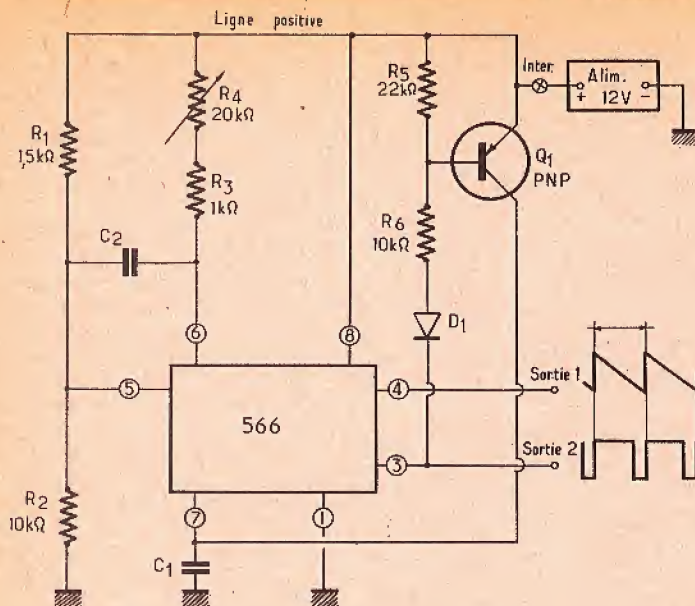 Ligne positive
R1
1,5kΩ
R4
20kΩ
R3
1kΩ
C2
R5
22kΩ
Inter.
Alim.
+ 12V -
Q1
PNP
R6
10kΩ
D1
6
8
5
4
566
3
7
1
Sortie 1
Sortie 2
R2
10kΩ
C1